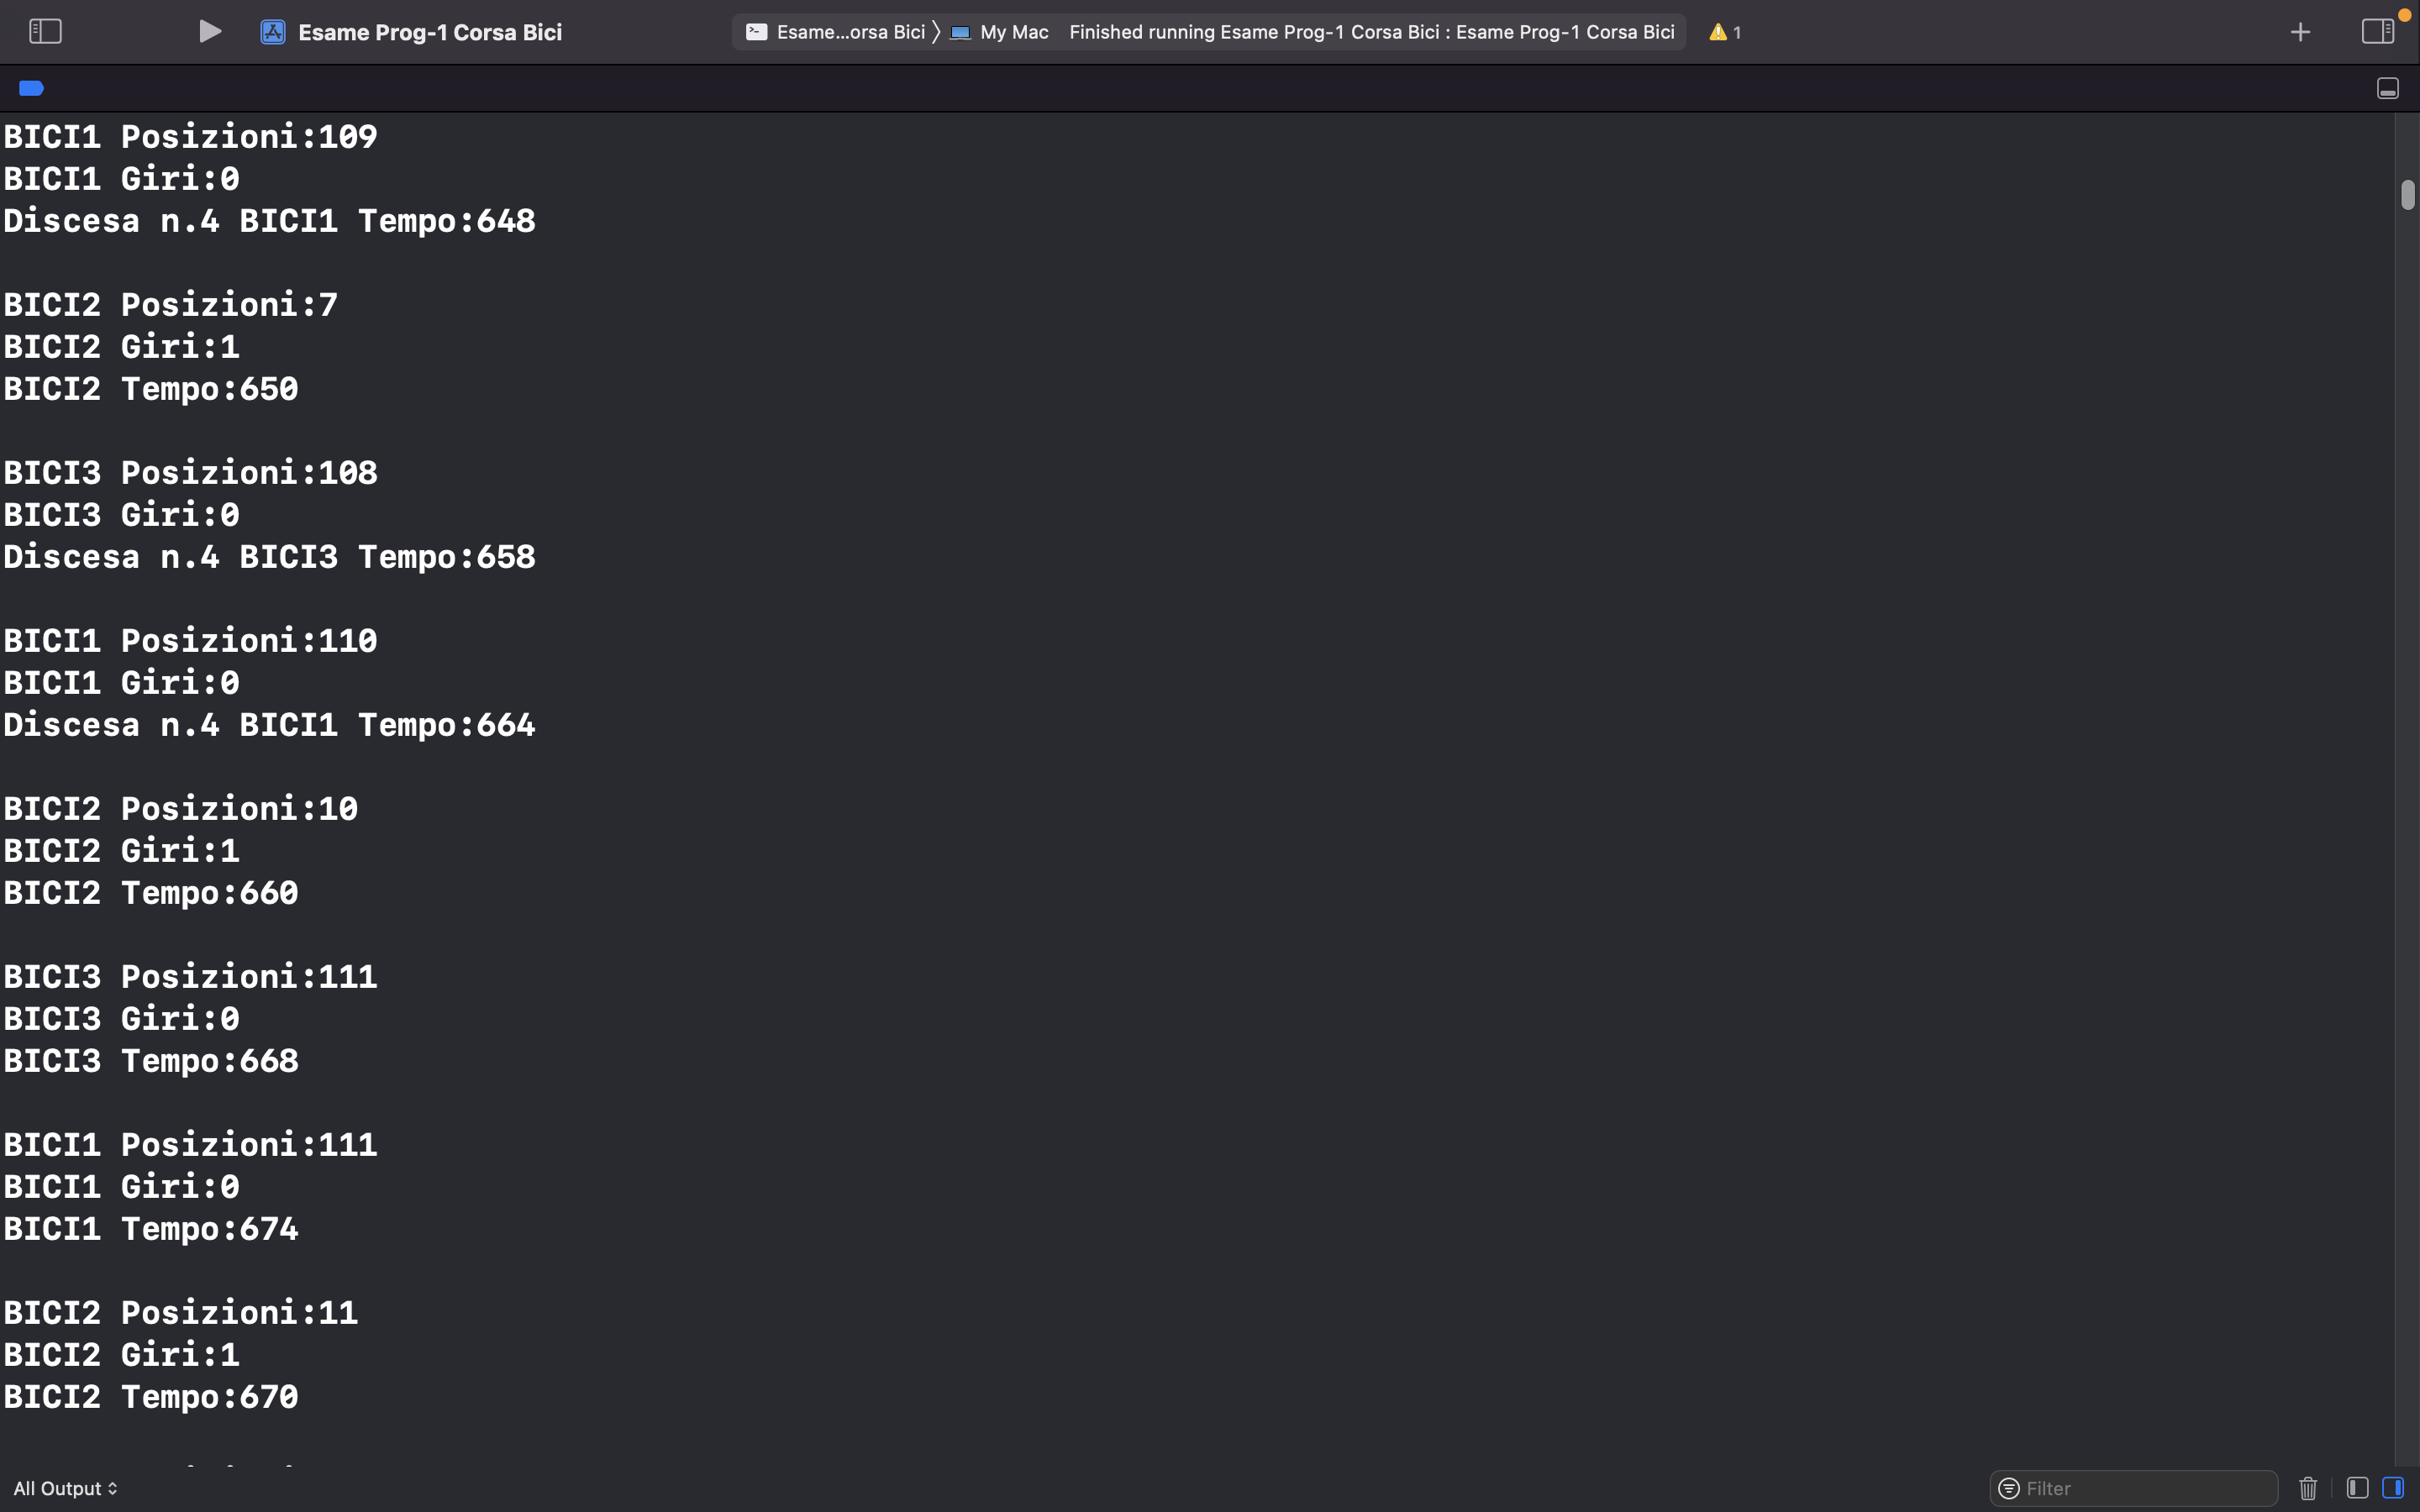 Esame Prog-1 Corsa Bici
Esame...orsa Bici 〉 My Mac Finished running Esame Prog-1 Corsa Bici : Esame Prog-1 Corsa Bici 1
BICI1 Posizioni:109
BICI1 Giri:0
Discesa n.4 BICI1 Tempo:648
BICI2 Posizioni:7
BICI2 Giri:1
BICI2 Tempo:650
BICI3 Posizioni:108
BICI3 Giri:0
Discesa n.4 BICI3 Tempo:658
BICI1 Posizioni:110
BICI1 Giri:0
Discesa n.4 BICI1 Tempo:664
BICI2 Posizioni:10
BICI2 Giri:1
BICI2 Tempo:660
BICI3 Posizioni:111
BICI3 Giri:0
BICI3 Tempo:668
BICI1 Posizioni:111
BICI1 Giri:0
BICI1 Tempo:674
BICI2 Posizioni:11
BICI2 Giri:1
BICI2 Tempo:670
All Output
Filter